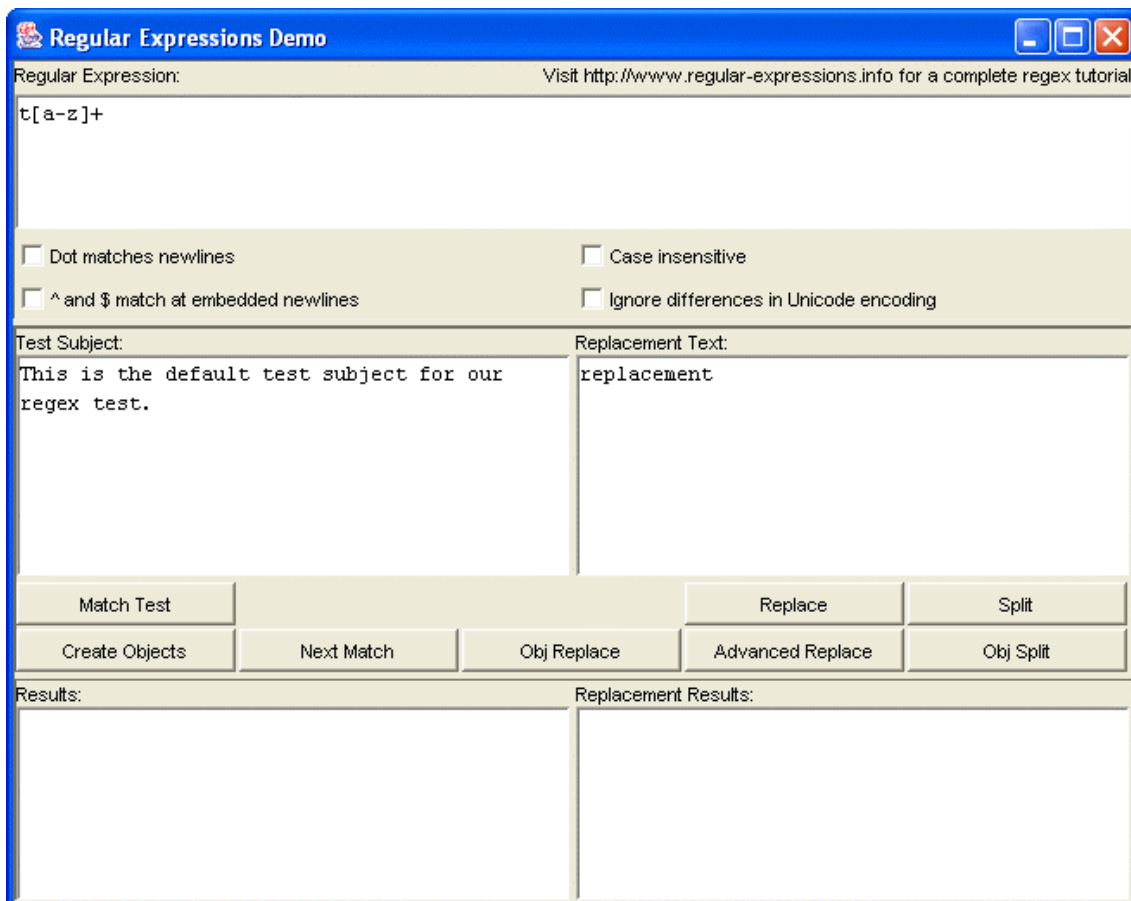 Regular Expressions Demo
Regular Expression: Visit http://www.regular-expressions.info for a complete regex tutorial
t[a-z]+
Dot matches newlines Case insensitive
^ and $ match at embedded newlines Ignore differences in Unicode encoding
Test Subject: Replacement Text:
This is the default test subject for our replacement
regex test.
Match Test Replace Split
Create Objects Next Match Obj Replace Advanced Replace Obj Split
Results: Replacement Results: